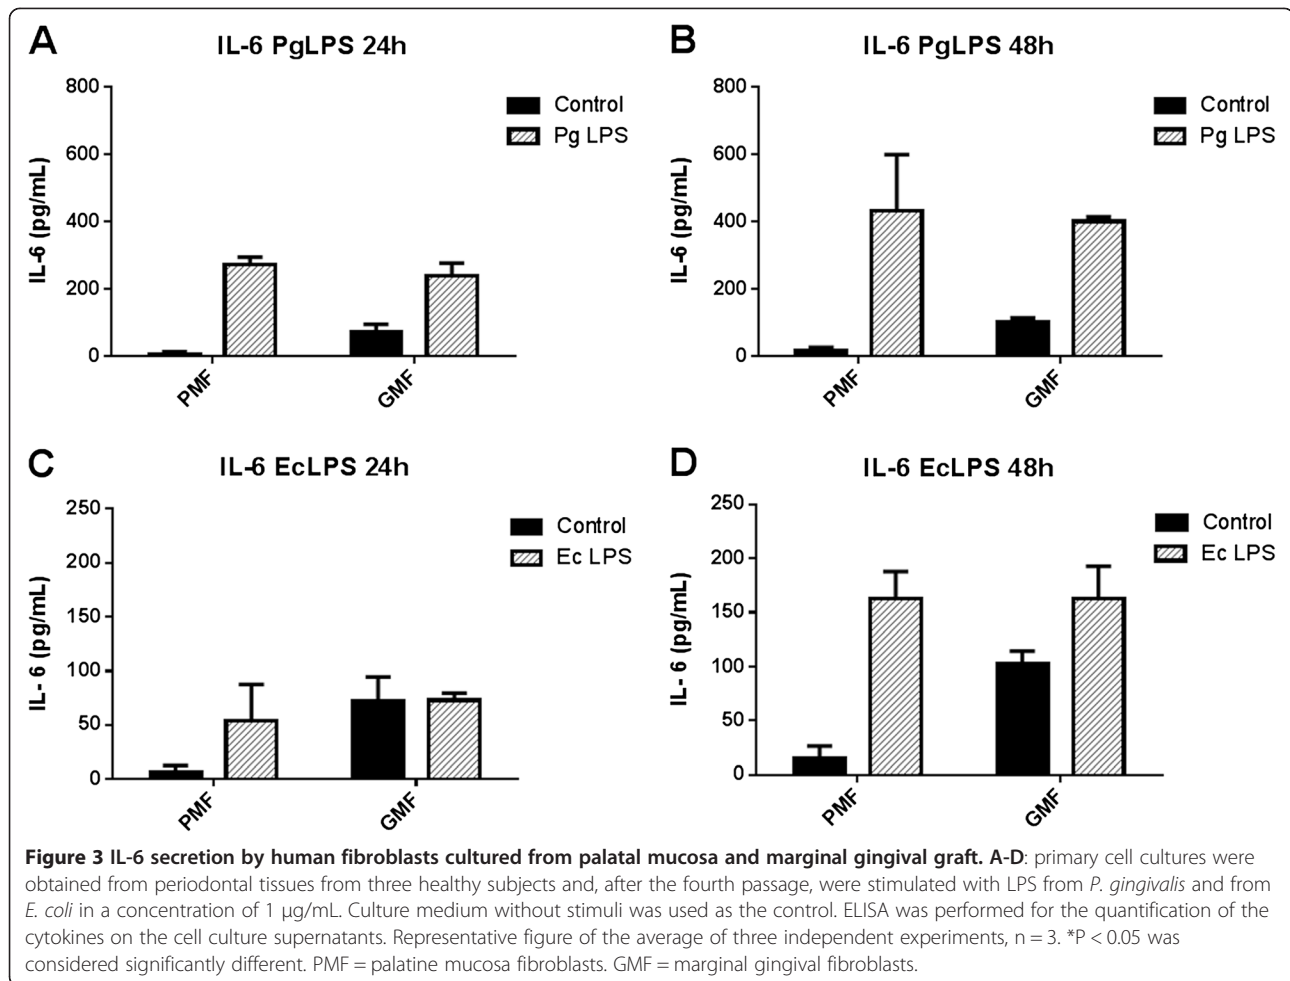 A
IL-6 PgLPS 24h
800
600
400
200
0
IL-6 (pg/mL)
PMF
GMF
Control
Pg LPS
B
IL-6 PgLPS 48h
800
600
400
200
0
IL-6 (pg/mL)
PMF
GMF
Control
Pg LPS
C
IL-6 EcLPS 24h
250
200
150
100
50
0
IL- 6 (pg/mL)
PMF
GMF
Control
Ec LPS
D
IL-6 EcLPS 48h
250
200
150
100
50
0
IL- 6 (pg/mL)
PMF
GMF
Control
Ec LPS
Figure 3 IL-6 secretion by human fibroblasts cultured from palatal mucosa and marginal gingival graft. A-D: primary cell cultures were
obtained from periodontal tissues from three healthy subjects and, after the fourth passage, were stimulated with LPS from P. gingivalis and from
E. coli in a concentration of 1 μg/mL. Culture medium without stimuli was used as the control. ELISA was performed for the quantification of the
cytokines on the cell culture supernatants. Representative figure of the average of three independent experiments, n = 3. *P < 0.05 was
considered significantly different. PMF = palatine mucosa fibroblasts. GMF = marginal gingival fibroblasts.